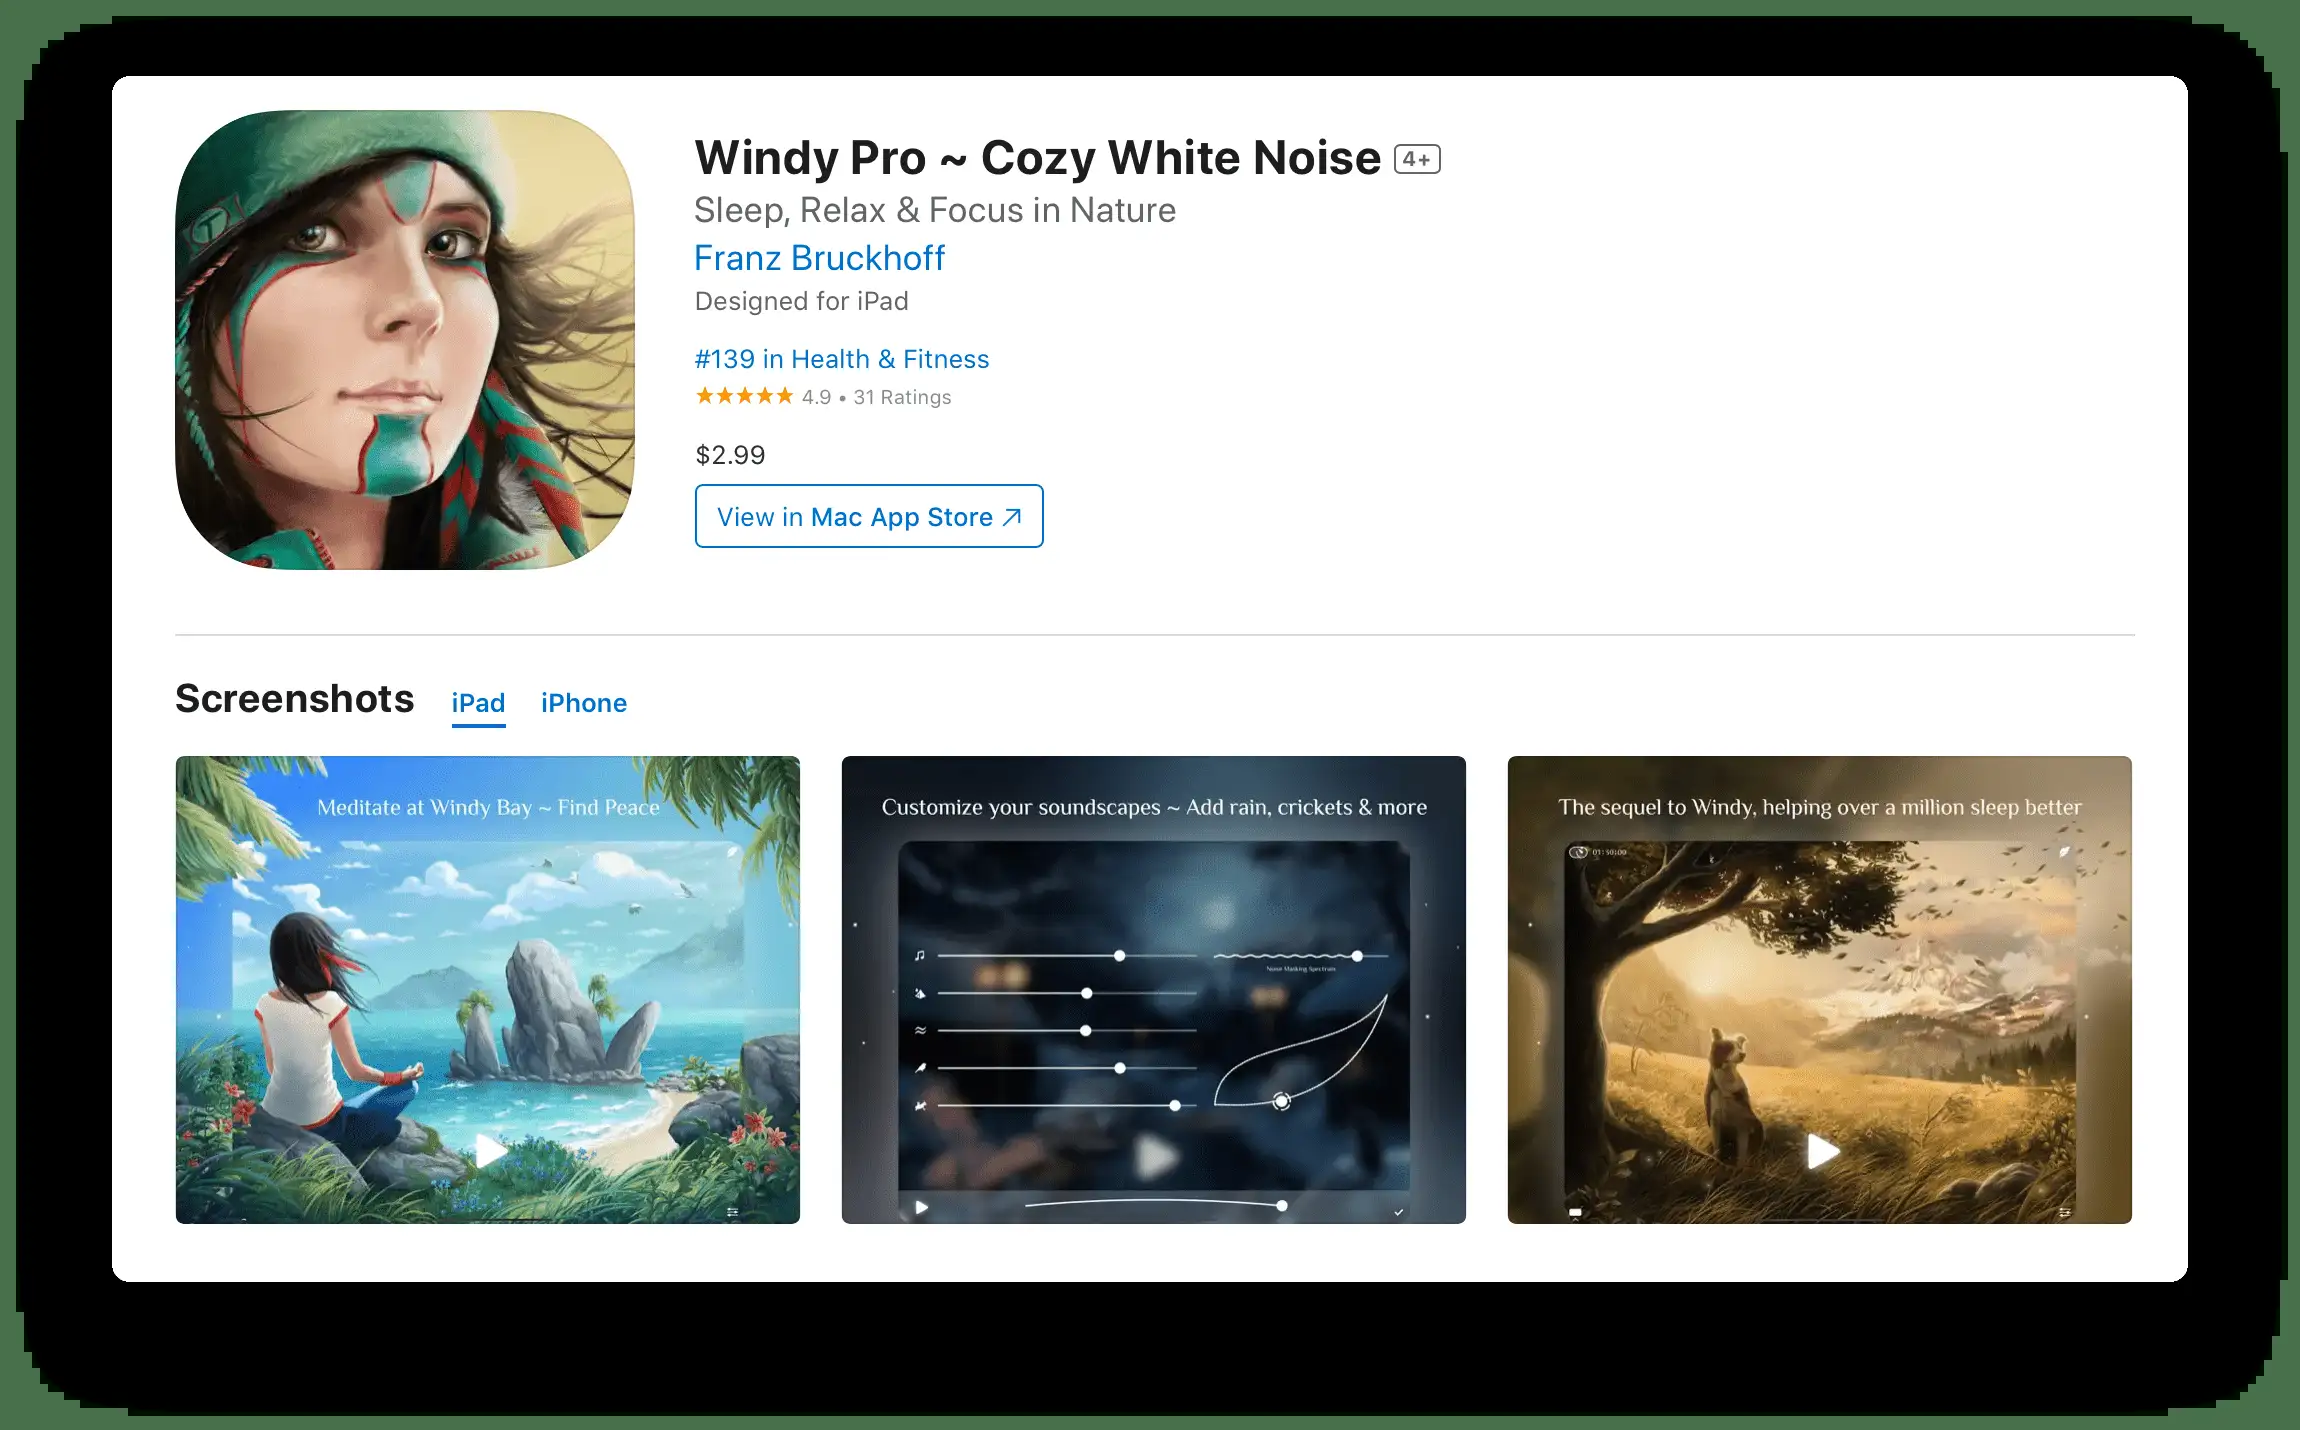 Windy Pro ~ Cozy White Noise 4+
Sleep, Relax & Focus in Nature
Franz Bruckhoff
Designed for iPad
#139 in Health & Fitness
4.9 • 31 Ratings
$2.99
View in Mac App Store
Screenshots iPad iPhone
Meditate at Windy Bay ~ Find Peace
Customize your soundscapes ~ Add rain, crickets & more
Noise Masking Spectrum
The sequel to Windy, helping over a million sleep better
01:50:00